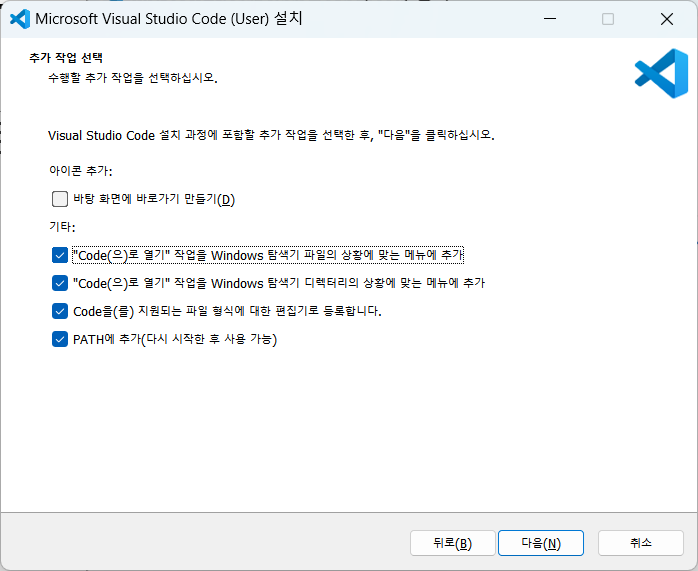 Microsoft Visual Studio Code (User) 설치
추가 작업 선택
수행할 추가 작업을 선택하십시오.
Visual Studio Code 설치 과정에 포함할 추가 작업을 선택한 후, "다음"을 클릭하십시오.
아이콘 추가:
바탕 화면에 바로가기 만들기(D)
기타:
"Code(으)로 열기" 작업을 Windows 탐색기 파일의 상황에 맞는 메뉴에 추가
"Code(으)로 열기" 작업을 Windows 탐색기 디렉터리의 상황에 맞는 메뉴에 추가
Code을(를) 지원되는 파일 형식에 대한 편집기로 등록합니다.
PATH에 추가(다시 시작한 후 사용 가능)
뒤로(B) 다음(N) 취소